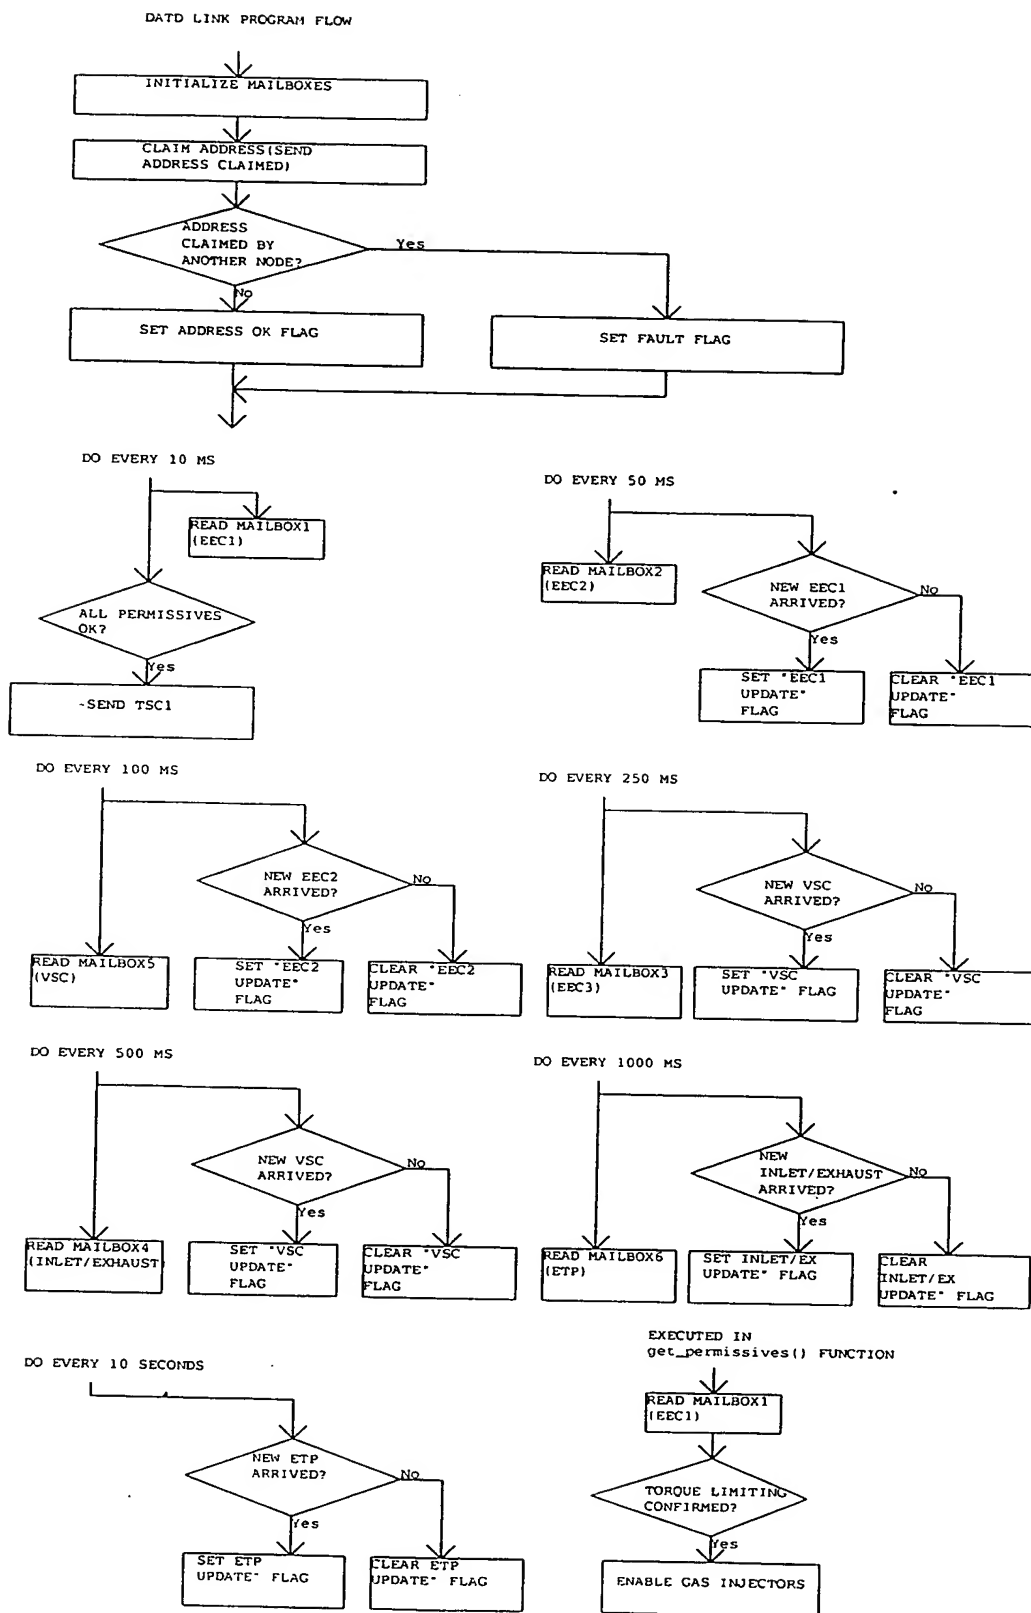 DATD LINK PROGRAM FLOW
INITIALIZE MAILBOXES
CLAIM ADDRESS(SEND
ADDRESS CLAIMED)
ADDRESS
CLAIMED BY
ANOTHER NODE?
Yes
No
SET ADDRESS OK FLAG
SET FAULT FLAG
DO EVERY 10 MS
READ MAILBOX1
(EEC1)
ALL PERMISSIVES
OK?
Yes
-SEND TSC1
DO EVERY 50 MS
READ MAILBOX2
(EEC2)
NEW EEC1
ARRIVED?
No
Yes
SET "EEC1
UPDATE"
FLAG
CLEAR "EEC1
UPDATE"
FLAG
DO EVERY 100 MS
NEW EEC2
ARRIVED?
No
Yes
READ MAILBOX5
(VSC)
SET "EEC2
UPDATE"
FLAG
CLEAR "EEC2
UPDATE"
FLAG
DO EVERY 250 MS
NEW VSC
ARRIVED?
No
Yes
READ MAILBOX3
(EEC3)
SET "VSC
UPDATE" FLAG
CLEAR "VSC
UPDATE"
FLAG
DO EVERY 500 MS
NEW VSC
ARRIVED?
No
Yes
READ MAILBOX4
(INLET/EXHAUST)
SET "VSC
UPDATE"
FLAG
CLEAR "VSC
UPDATE"
FLAG
DO EVERY 1000 MS
NEW
INLET/EXHAUST
ARRIVED?
No
Yes
READ MAILBOX6
(ETP)
SET INLET/EX
UPDATE" FLAG
CLEAR
INLET/EX
UPDATE" FLAG
DO EVERY 10 SECONDS
NEW ETP
ARRIVED?
No
Yes
SET ETP
UPDATE" FLAG
CLEAR ETP
UPDATE" FLAG
EXECUTED IN
get_permissives() FUNCTION
READ MAILBOX1
(EEC1)
TORQUE LIMITING
CONFIRMED?
Yes
ENABLE GAS INJECTORS